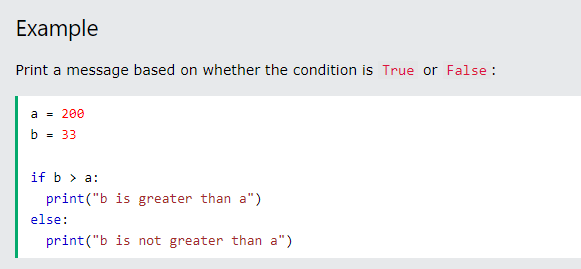 Example
Print a message based on whether the condition is True or False :
a = 200
b = 33
if b > a:
  print("b is greater than a")
else:
  print("b is not greater than a")